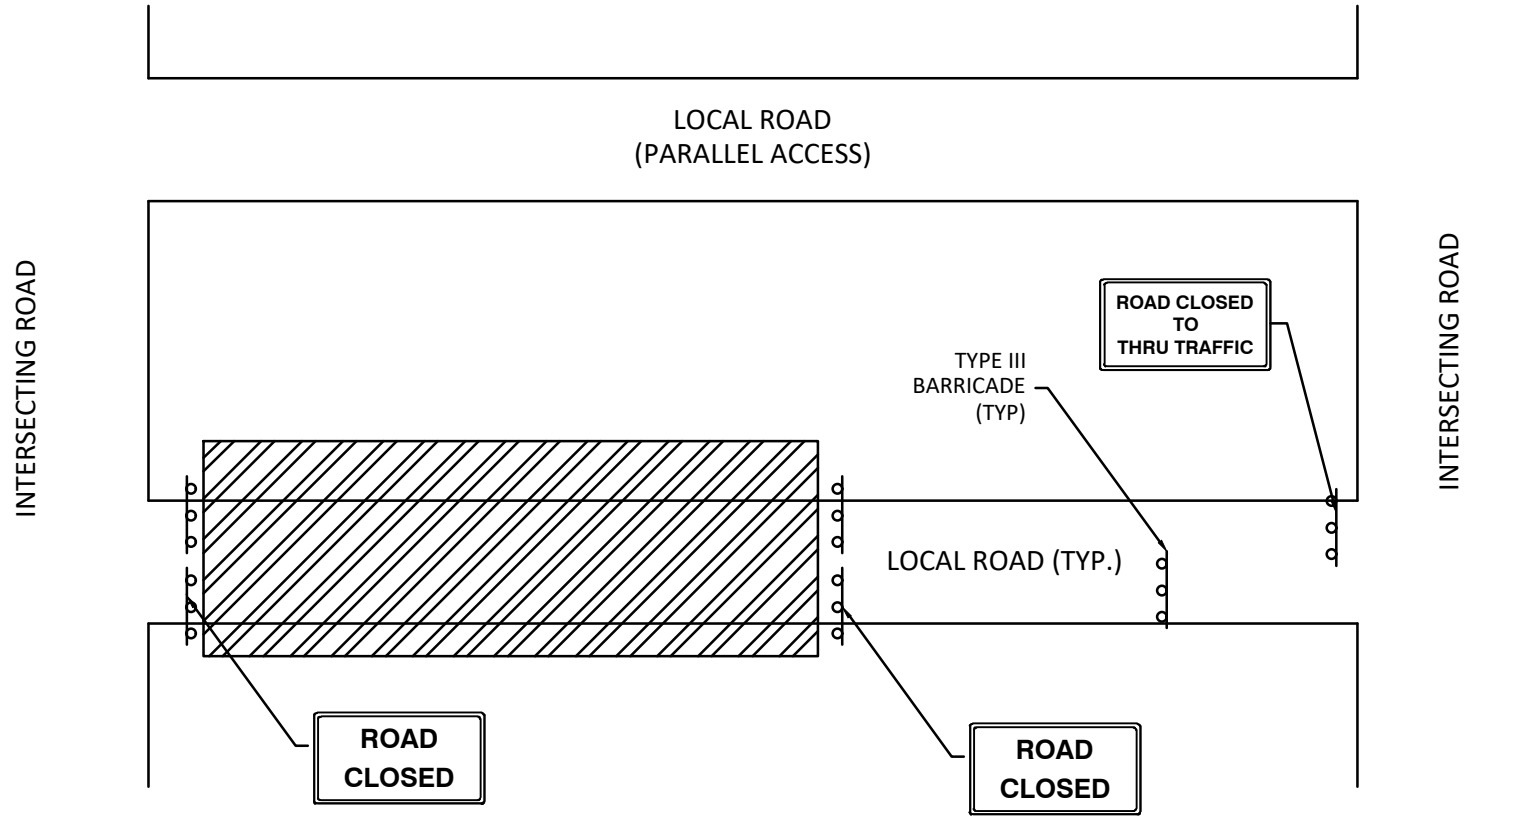 LOCAL ROAD
(PARALLEL ACCESS)
INTERSECTING ROAD
INTERSECTING ROAD
ROAD CLOSED
TO
THRU TRAFFIC
TYPE III
BARRICADE
(TYP)
LOCAL ROAD (TYP.)
ROAD
CLOSED
ROAD
CLOSED